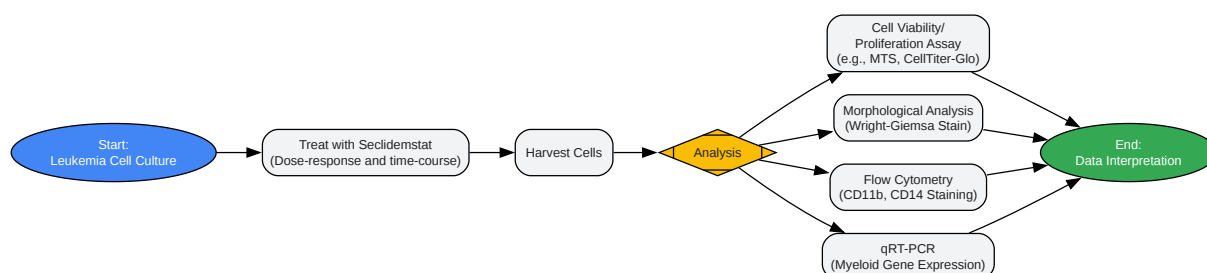 Start:
Leukemia Cell Culture
Treat with Seclidemstat
(Dose-response and time-course)
Harvest Cells
Analysis
Cell Viability/
Proliferation Assay
(e.g., MTS, CellTiter-Glo)
Morphological Analysis
(Wright-Giemsa Stain)
Flow Cytometry
(CD11b, CD14 Staining)
qRT-PCR
(Myeloid Gene Expression)
End:
Data Interpretation